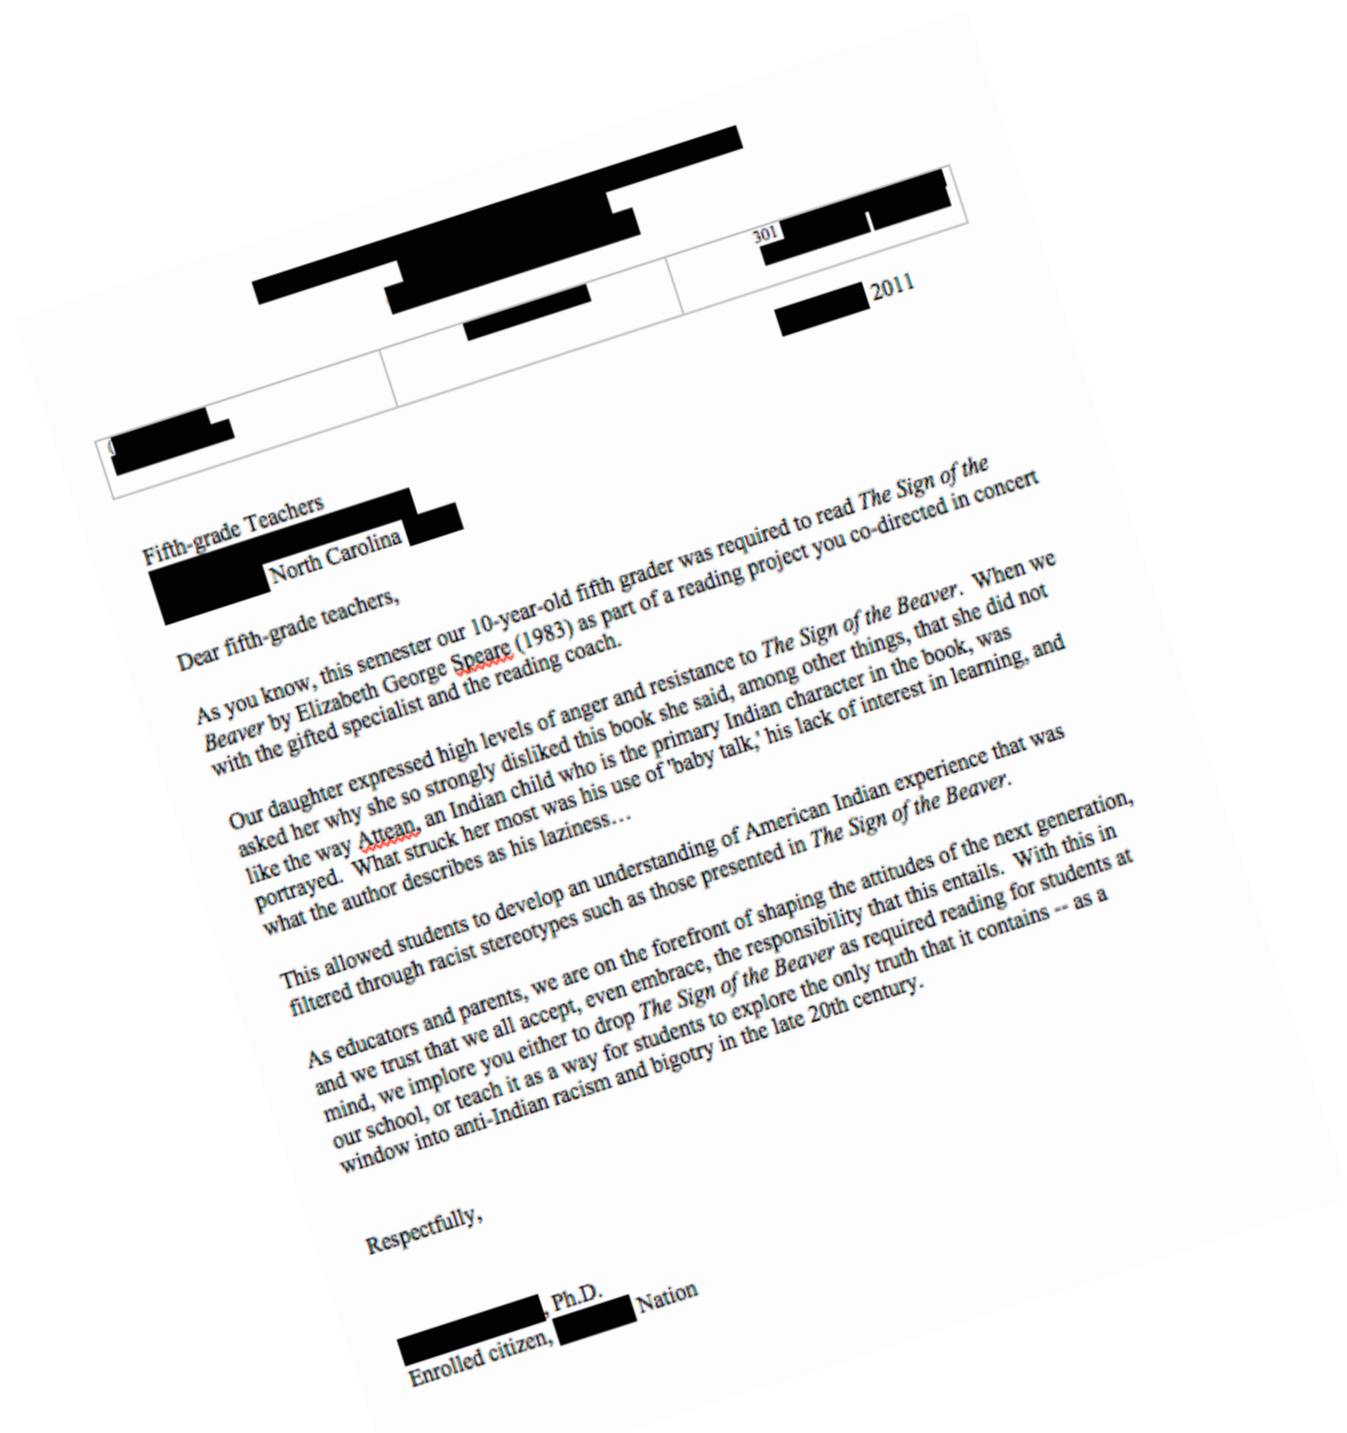 301
2011
Fifth-grade Teachers
North Carolina
Dear fifth-grade teachers,
As you know, this semester our 10-year-old fifth grader was required to read The Sign of the
Beaver by Elizabeth George Speare (1983) as part of a reading project you co-directed in concert
with the gifted specialist and the reading coach.
Our daughter expressed high levels of anger and resistance to The Sign of the Beaver. When we
asked her why she so strongly disliked this book she said, among other things, that she did not
like the way Attean, an Indian child who is the primary Indian character in the book, was
portrayed. What struck her most was his use of 'baby talk,' his lack of interest in learning, and
what the author describes as his laziness…
This allowed students to develop an understanding of American Indian experience that was
filtered through racist stereotypes such as those presented in The Sign of the Beaver.
As educators and parents, we are on the forefront of shaping the attitudes of the next generation,
and we trust that we all accept, even embrace, the responsibility that this entails. With this in
mind, we implore you either to drop The Sign of the Beaver as required reading for students at
our school, or teach it as a way for students to explore the only truth that it contains -- as a
window into anti-Indian racism and bigotry in the late 20th century.
Respectfully,
, Ph.D.
Enrolled citizen, Nation